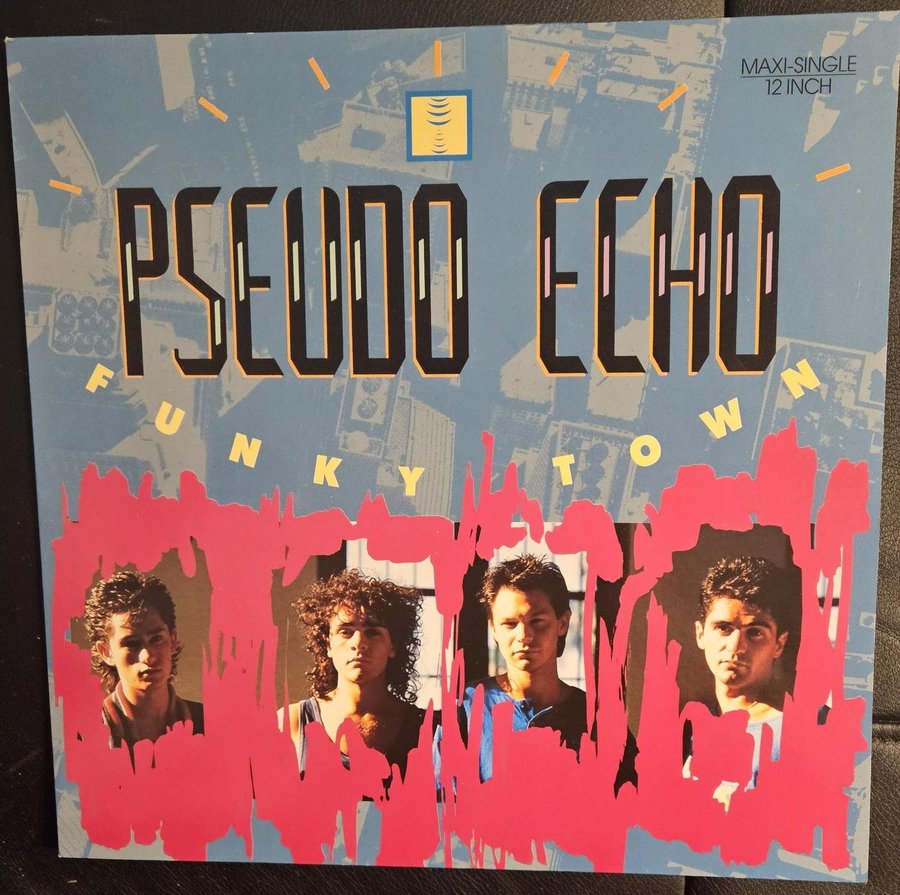 MAXI-SINGLE
12 INCH
PSEUDO ECHO
FUNKY TOWN